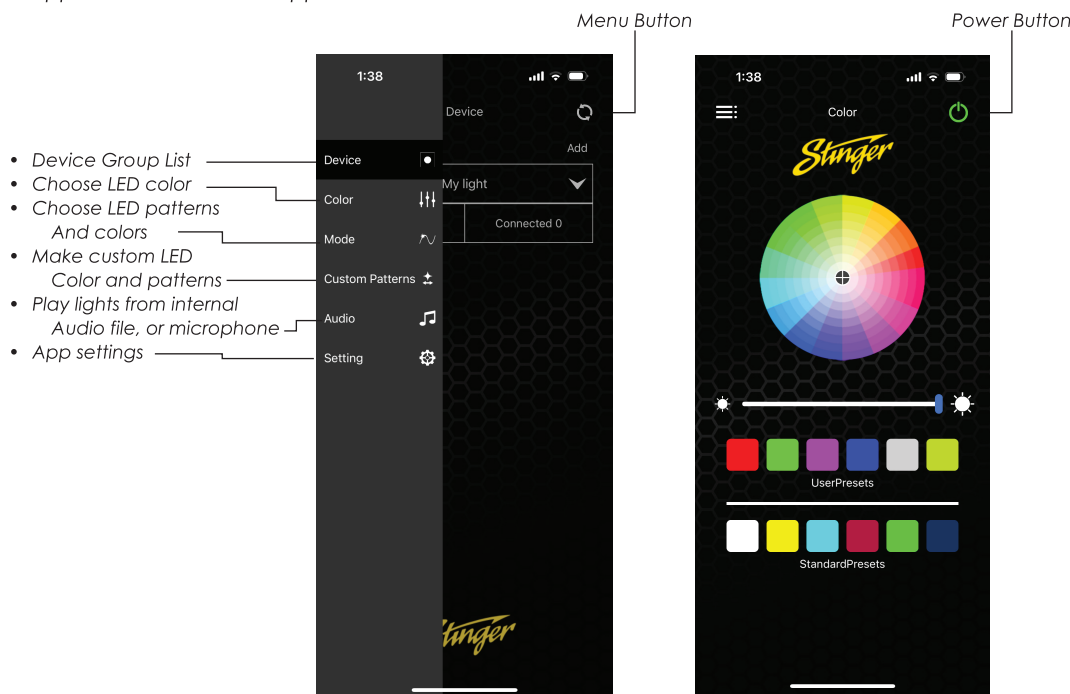 Menu Button
Power Button
• Device Group List
• Choose LED color
• Choose LED patterns
And colors
• Make custom LED
Color and patterns
• Play lights from internal
Audio file, or microphone
• App settings
1:38
Device
Add
Device
My light
Color
Connected 0
Mode
Custom Patterns
Audio
Setting
tinger
1:38
Color
Stinger
UserPresets
StandardPresets